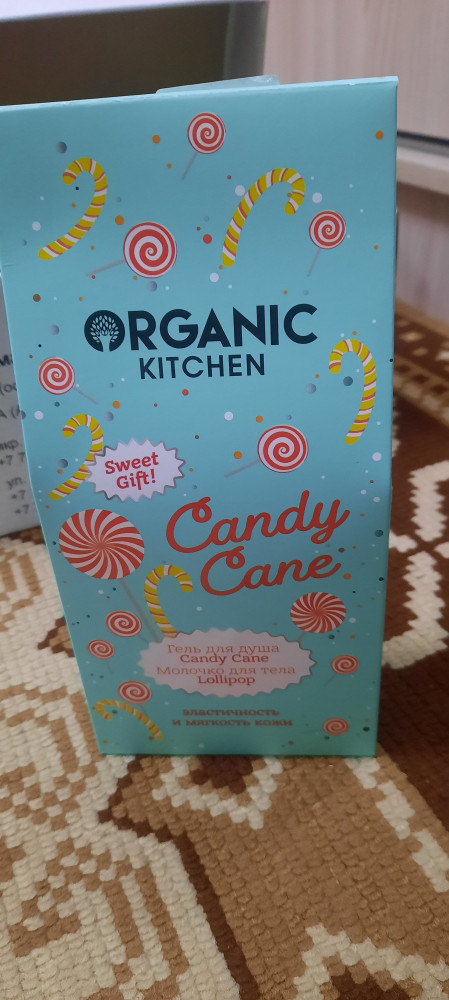 ORGANIC
KITCHEN
Sweet
Gift!
Candy
Cane
Гель для душа
Candy Cane
Молочко для тела
Lollipop
эластичность
и мягкость кожи